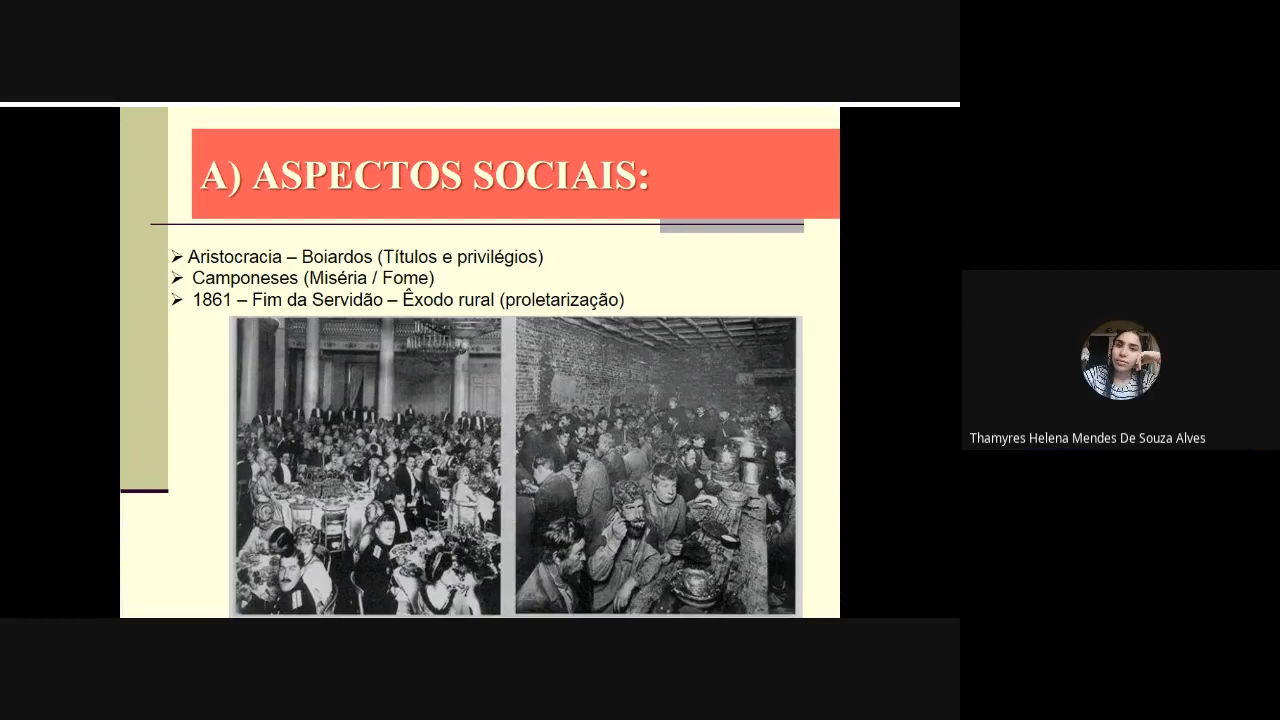 A) ASPECTOS SOCIAIS:
➢ Aristocracia – Boiardos (Títulos e privilégios)
➢ Camponeses (Miséria / Fome)
➢ 1861 – Fim da Servidão – Êxodo rural (proletarização)
Thamyres Helena Mendes De Souza Alves